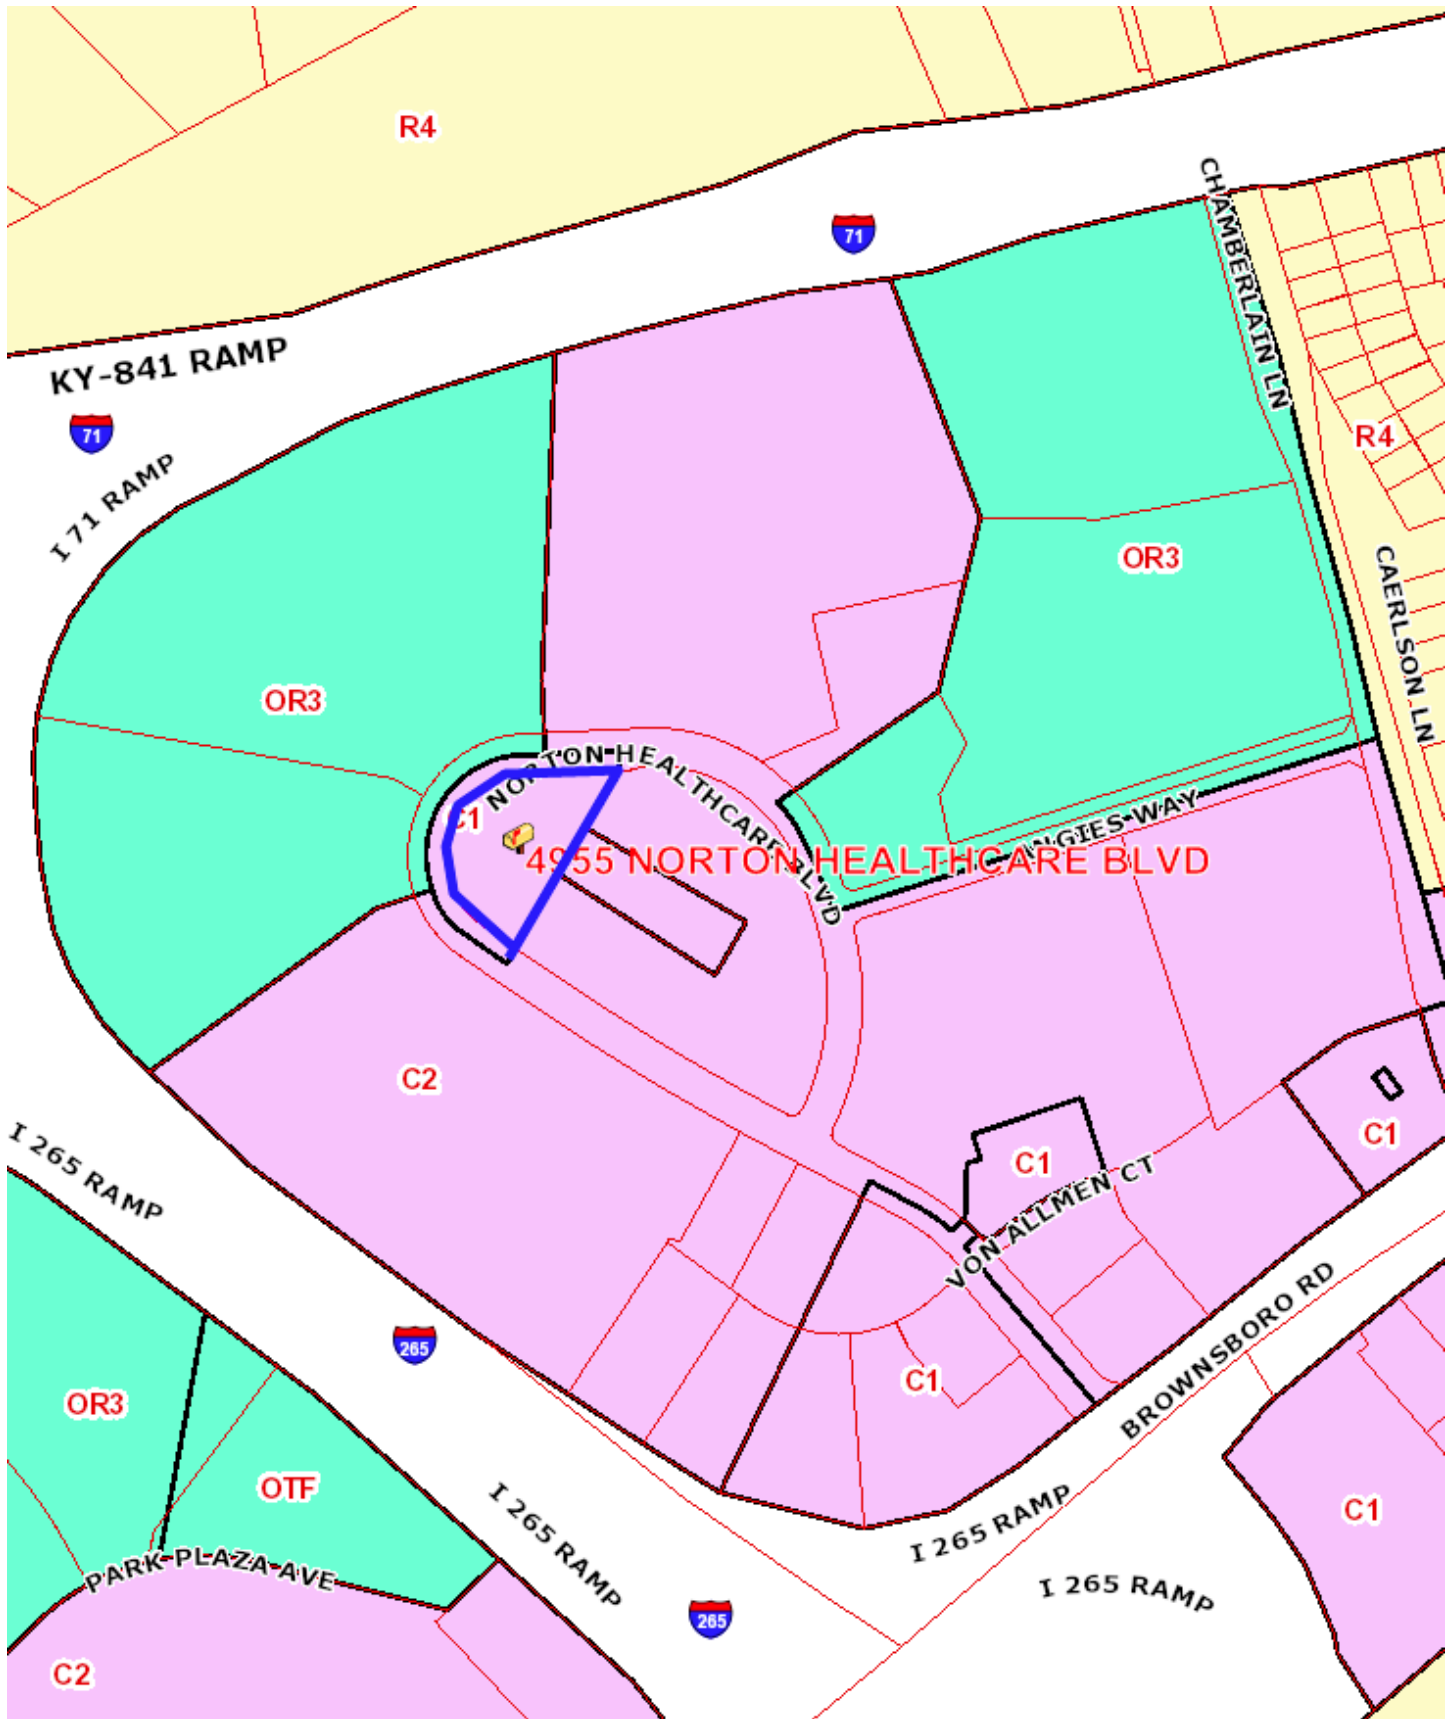 R4
CHAMBERLAIN LN
71
KY-841 RAMP
71
I 71 RAMP
R4
OR3
CAERLSON LN
OR3
NORTON HEALTHCARE BLVD
C1
ANGIES WAY
4955 NORTON HEALTHCARE BLVD
C2
C1
C1
I 265 RAMP
VON ALLMEN CT
BROWNSBORO RD
265
C1
OR3
OTF
I 265 RAMP
I 265 RAMP
C1
PARK PLAZA AVE
I 265 RAMP
265
C2